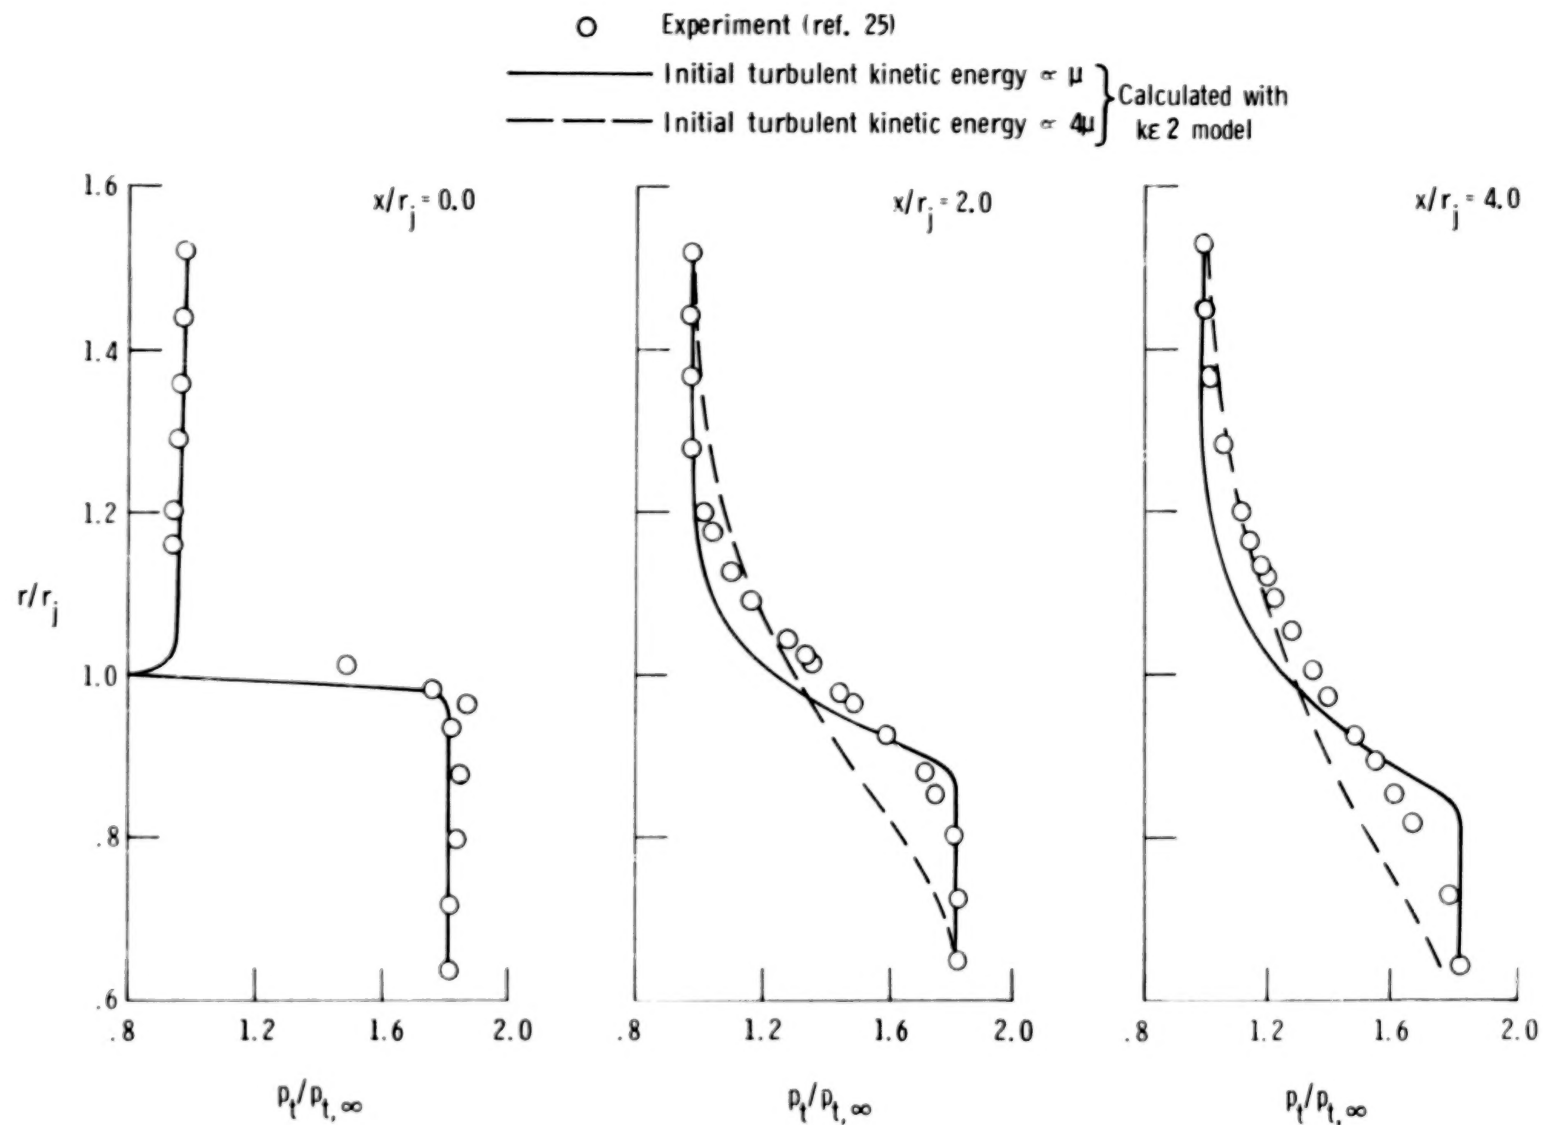 Experiment (ref. 25)
Initial turbulent kinetic energy ∝ μ
Initial turbulent kinetic energy ∝ 4μ
Calculated with
kε 2 model
x/r_j = 0.0
x/r_j = 2.0
x/r_j = 4.0
1.6
1.4
1.2
r/r_j
1.0
.8
.6
.8 1.2 1.6 2.0
.8 1.2 1.6 2.0
.8 1.2 1.6 2.0
p_t/p_t,∞
p_t/p_t,∞
p_t/p_t,∞